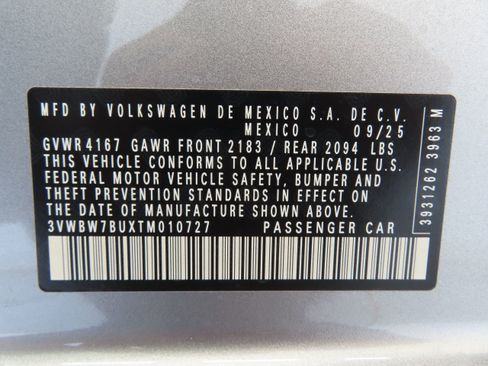 MFD BY VOLKSWAGEN DE MEXICO S.A. DE C.V.
MEXICO 09/25
GVWR 4167 GAWR FRONT 2183 / REAR 2094 LBS
THIS VEHICLE CONFORMS TO ALL APPLICABLE U.S.
FEDERAL MOTOR VEHICLE SAFETY, BUMPER AND
THEFT PREVENTION STANDARDS IN EFFECT ON THE
DATE OF MANUFACTURE SHOWN ABOVE
3VWBW7BUXTM010727 PASSENGER CAR
3931262 3963 M